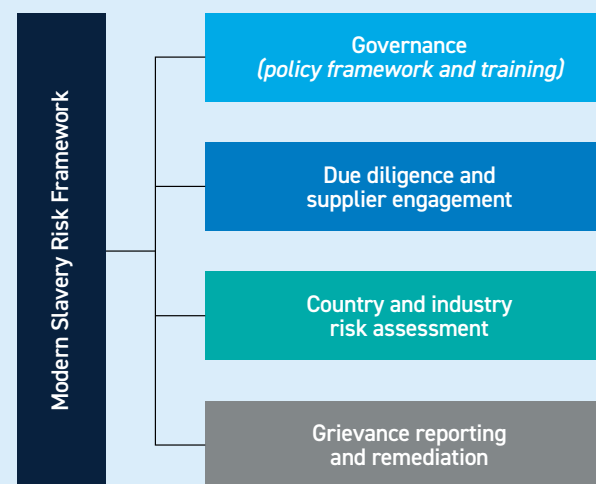 Modern Slavery Risk Framework
Governance
(policy framework and training)
Due diligence and
supplier engagement
Country and industry
risk assessment
Grievance reporting
and remediation